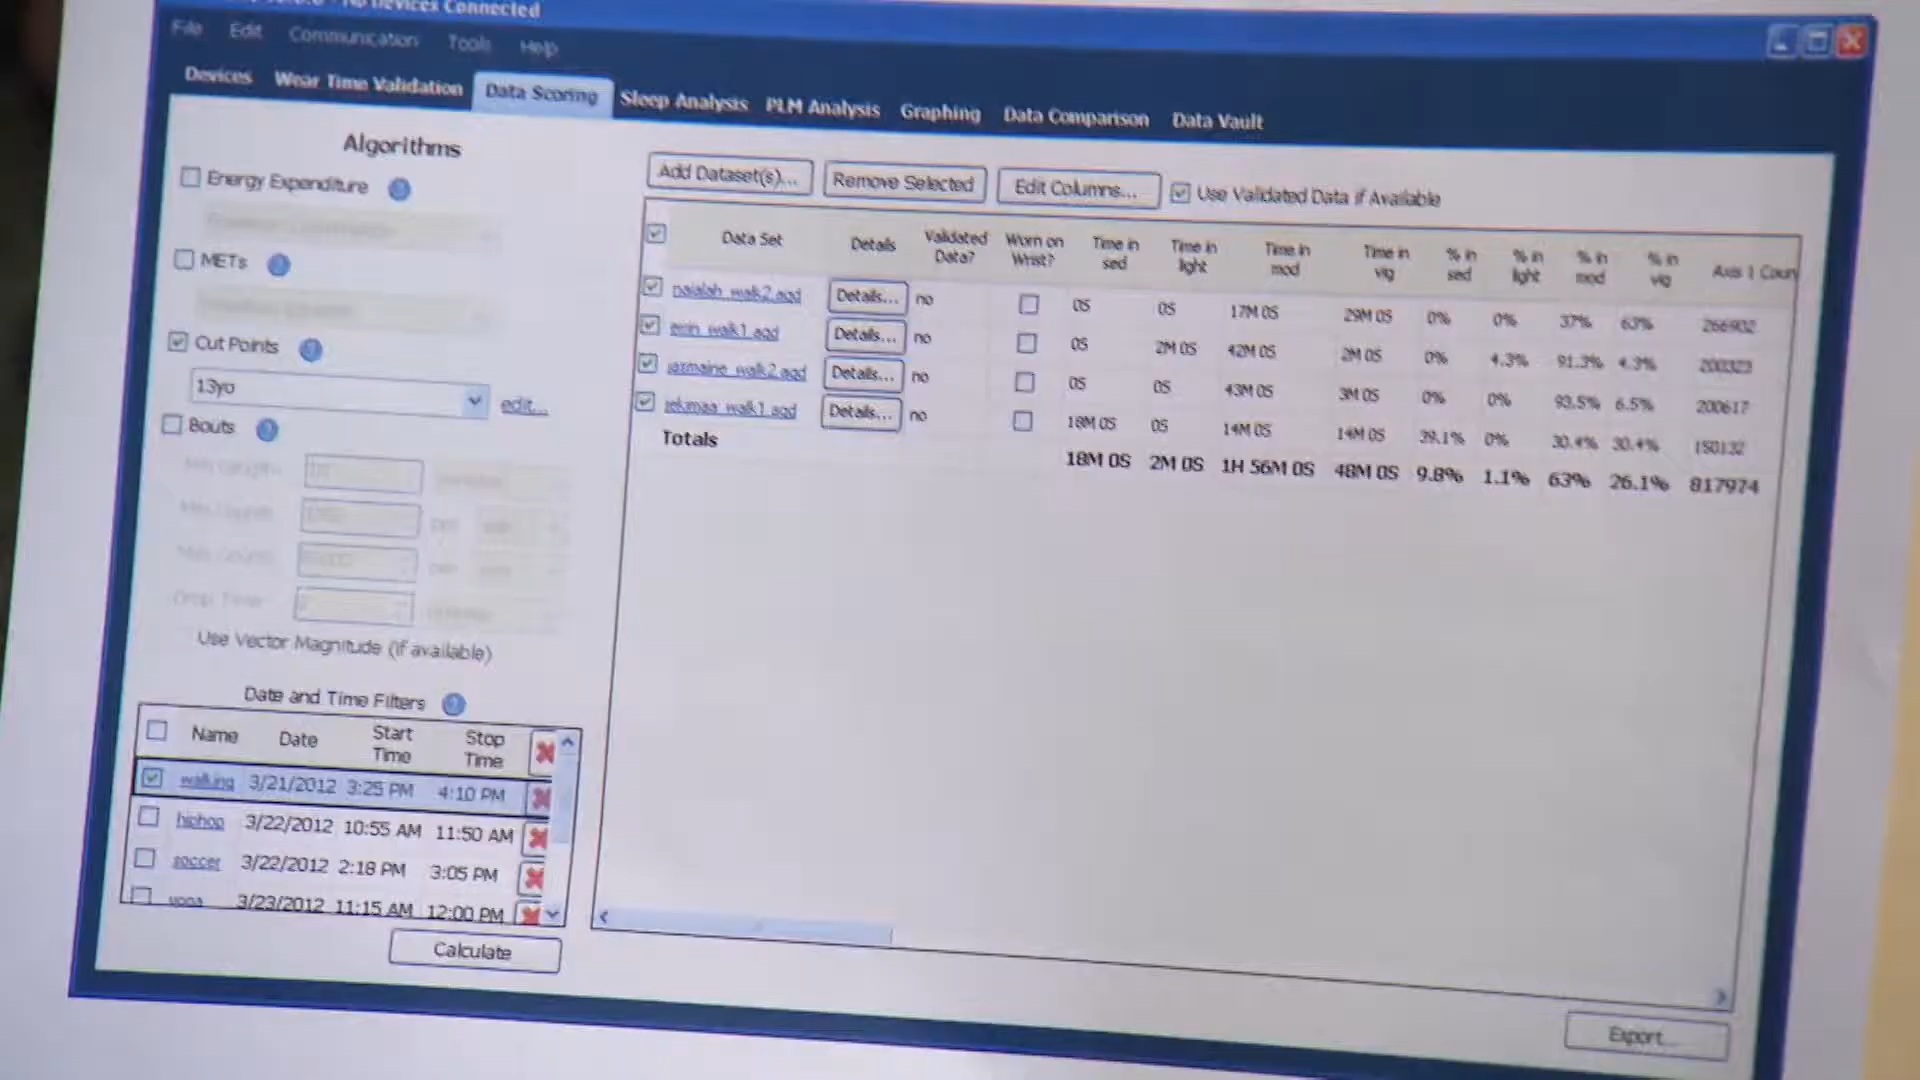 No Devices Connected
File Edit Communication Tools Help
Devices Wear Time Validation Data Scoring Sleep Analysis PLM Analysis Graphing Data Comparison Data Vault
Algorithms
Energy Expenditure
METs
Cut Points
13yo edit...
Bouts
Use Vector Magnitude (if available)
Date and Time Filters
Name Date Start Time Stop Time
walking 3/21/2012 3:25 PM 4:10 PM
hiphop 3/22/2012 10:55 AM 11:50 AM
soccer 3/22/2012 2:18 PM 3:05 PM
yoga 3/23/2012 11:15 AM 12:00 PM
Calculate
Add Dataset(s)... Remove Selected Edit Columns... Use Validated Data if Available
Data Set Details Validated Data? Worn on Wrist? Time in sed Time in light Time in mod Time in vig % in sed % in light % in mod % in vig Axis 1 Coun
Details... no 0S 0S 17M 0S 29M 0S 0% 0% 37% 63% 266902
erin_walk1.agd Details... no 0S 2M 0S 42M 0S 2M 0S 0% 4.3% 91.3% 4.3% 200323
jasmaine_walk2.agd Details... no 0S 0S 43M 0S 3M 0S 0% 0% 93.5% 6.5% 200617
Details... no 18M 0S 0S 14M 0S 14M 0S 39.1% 0% 30.4% 30.4% 150132
Totals 18M 0S 2M 0S 1H 56M 0S 48M 0S 9.8% 1.1% 63% 26.1% 817974
Export...